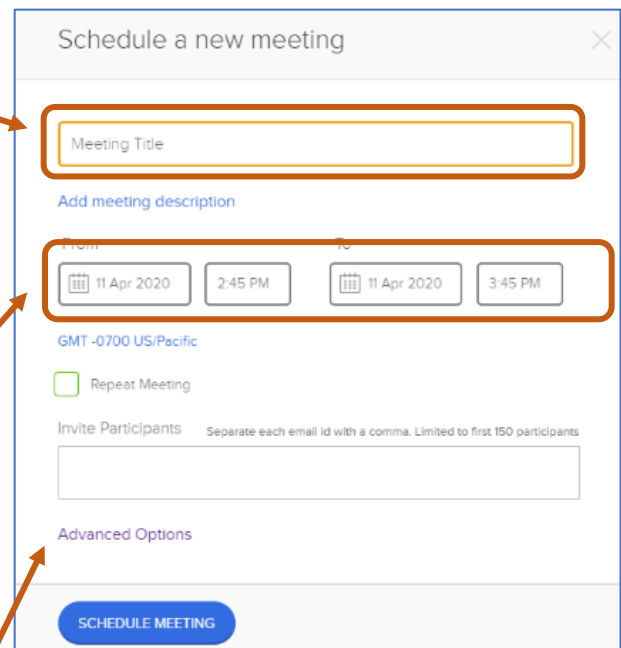 Schedule a new meeting
Meeting Title
Add meeting description
From To
11 Apr 2020 2:45 PM 11 Apr 2020 3:45 PM
GMT -0700 US/Pacific
Repeat Meeting
Invite Participants Separate each email id with a comma. Limited to first 150 participants
Advanced Options
SCHEDULE MEETING